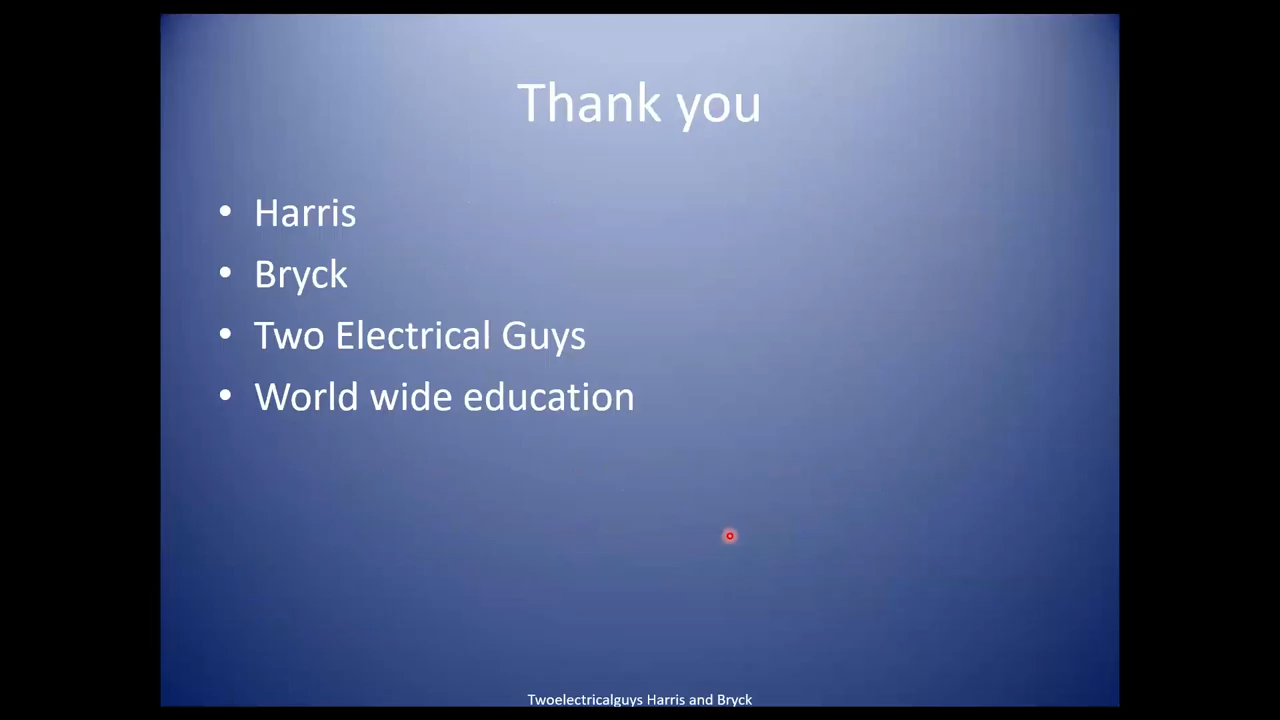 Thank you
• Harris
• Bryck
• Two Electrical Guys
• World wide education
Twoelectricalguys Harris and Bryck